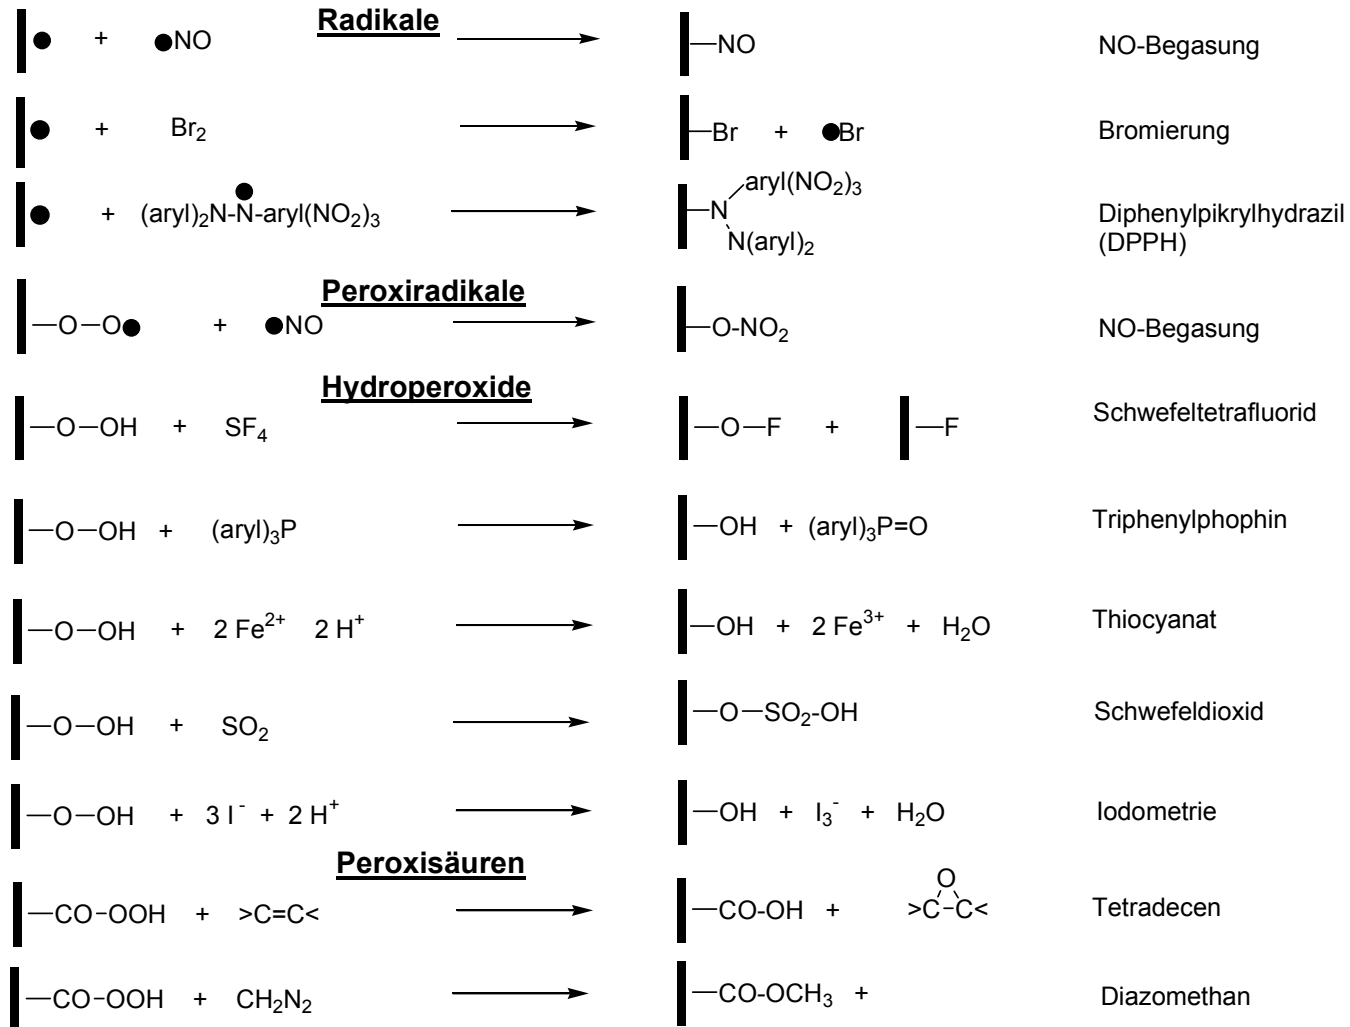 Radikale
● + ●NO → —NO NO-Begasung
● + Br₂ → —Br + ●Br Bromierung
● + (aryl)₂N-N●-aryl(NO₂)₃ → —N aryl(NO₂)₃ N(aryl)₂ Diphenylpikrylhydrazil
(DPPH)
Peroxiradikale
—O—O● + ●NO → —O-NO₂ NO-Begasung
Hydroperoxide
—O—OH + SF₄ → —O—F + —F Schwefeltetrafluorid
—O—OH + (aryl)₃P → —OH + (aryl)₃P=O Triphenylphophin
—O—OH + 2 Fe²⁺ 2 H⁺ → —OH + 2 Fe³⁺ + H₂O Thiocyanat
—O—OH + SO₂ → —O—SO₂-OH Schwefeldioxid
—O—OH + 3 I⁻ + 2 H⁺ → —OH + I₃⁻ + H₂O Iodometrie
Peroxisäuren
—CO-OOH + >C=C< → —CO-OH + O >C-C< Tetradecen
—CO-OOH + CH₂N₂ → —CO-OCH₃ + Diazomethan